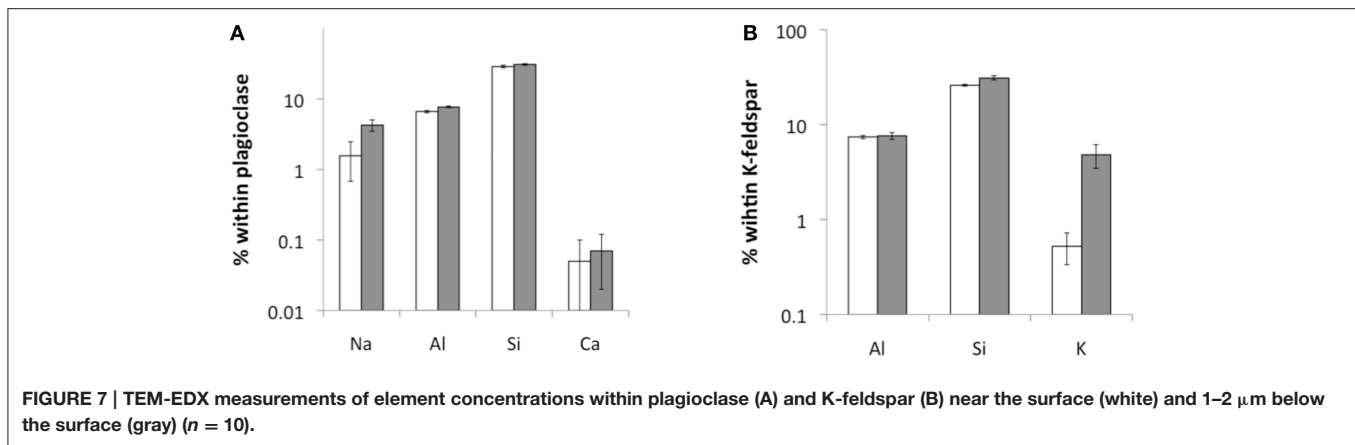 A
B
% within plagioclase
10
1
0.1
0.01
Na Al Si Ca
% wihtin K-feldspar
100
10
1
0.1
Al Si K
FIGURE 7 | TEM-EDX measurements of element concentrations within plagioclase (A) and K-feldspar (B) near the surface (white) and 1–2 μm below
the surface (gray) (n = 10).